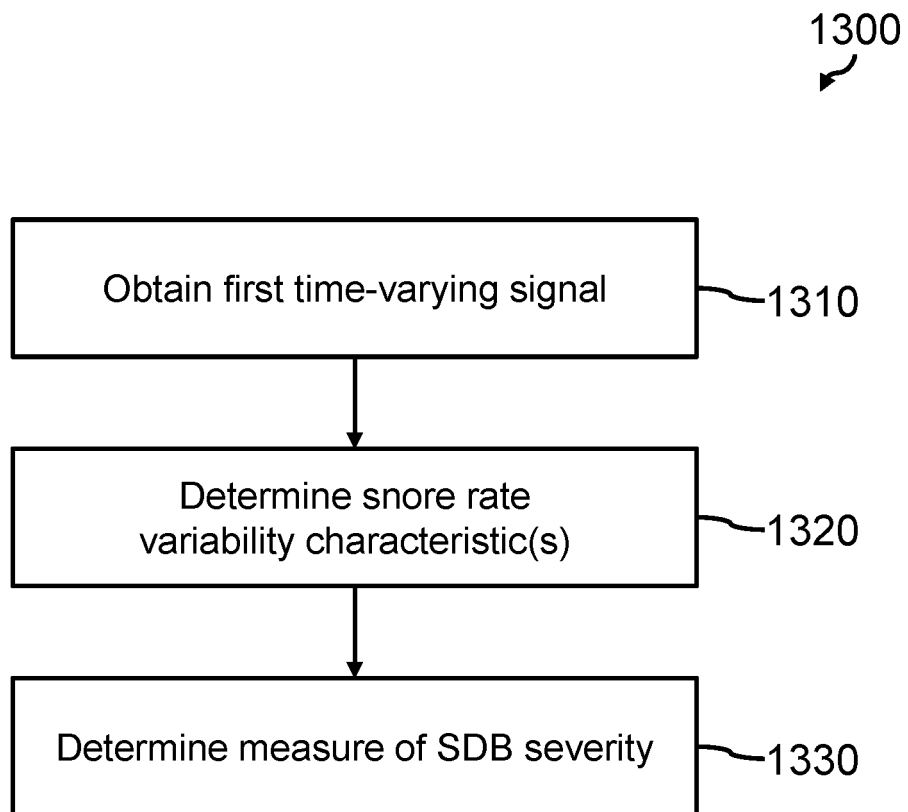 1300
Obtain first time-varying signal
1310
Determine snore rate
variability characteristic(s)
1320
Determine measure of SDB severity
1330